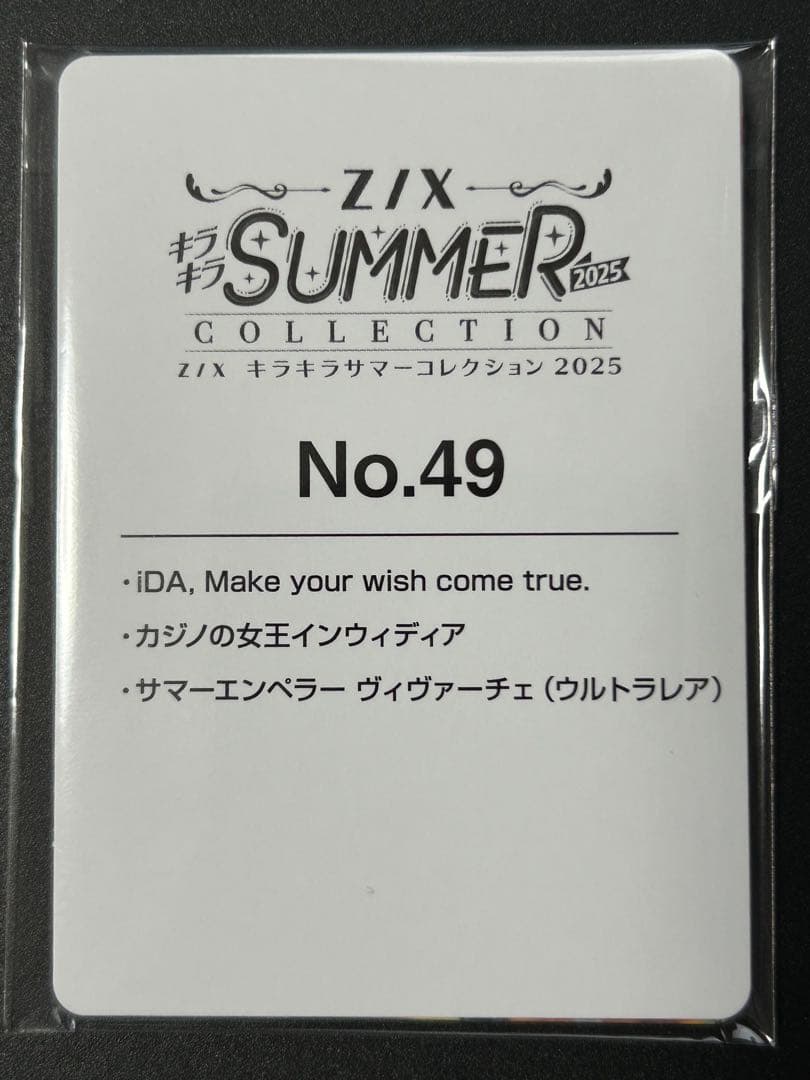 Z/X
キラキラ SUMMER 2025
COLLECTION
Z/X キラキラサマーコレクション 2025
No.49
・iDA, Make your wish come true.
・カジノの女王インウィディア
・サマーエンペラー ヴィヴァーチェ（ウルトラレア）